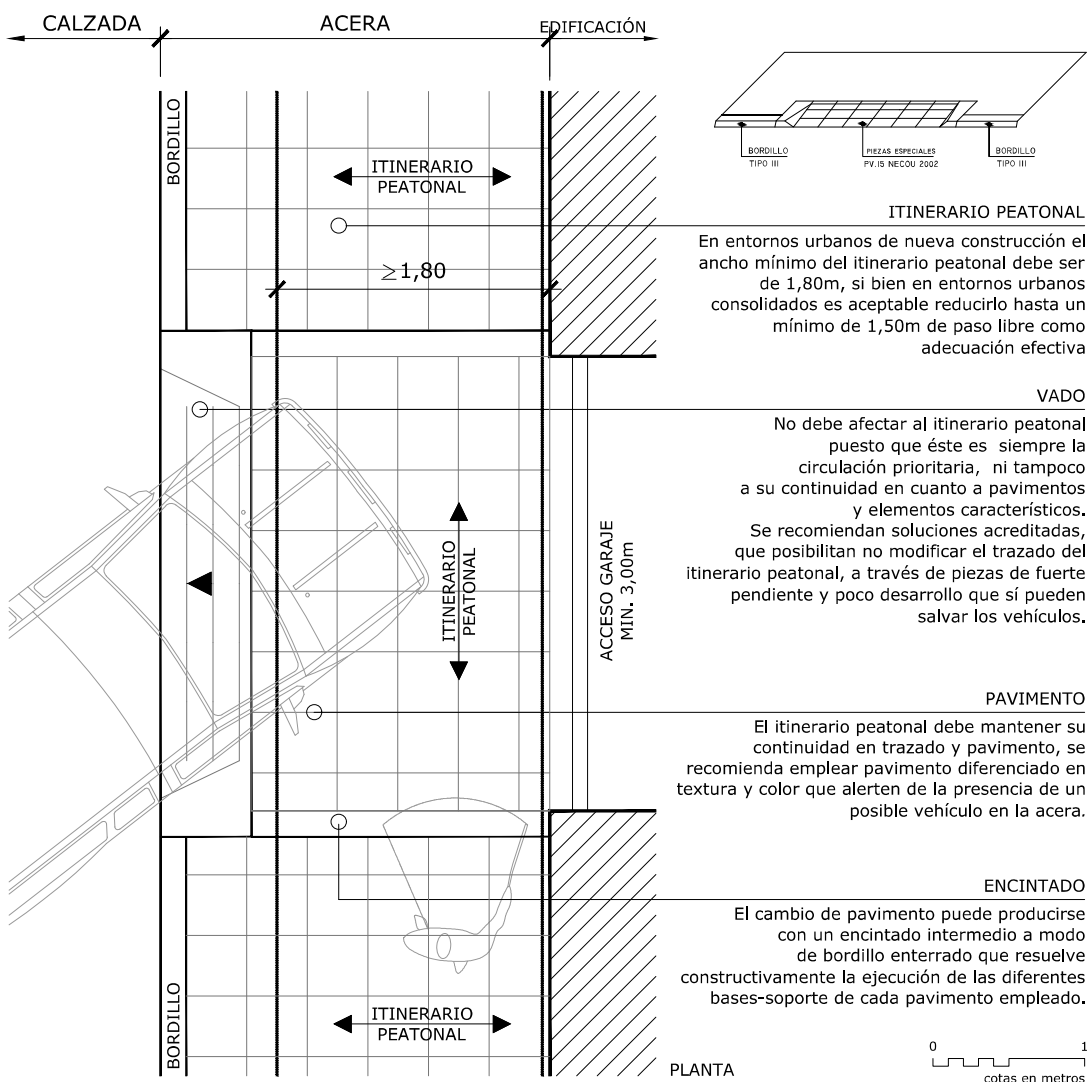 CALZADA
ACERA
EDIFICACIÓN
BORDILLO
ITINERARIO
PEATONAL
≥1,80
BORDILLO
TIPO III
PIEZAS ESPECIALES
PV.15 NECOU 2002
BORDILLO
TIPO III
ITINERARIO PEATONAL
En entornos urbanos de nueva construcción el
ancho mínimo del itinerario peatonal debe ser
de 1,80m, si bien en entornos urbanos
consolidados es aceptable reducirlo hasta un
mínimo de 1,50m de paso libre como
adecuación efectiva
VADO
No debe afectar al itinerario peatonal
puesto que éste es siempre la
circulación prioritaria, ni tampoco
a su continuidad en cuanto a pavimentos
y elementos característicos.
Se recomiendan soluciones acreditadas,
que posibilitan no modificar el trazado del
itinerario peatonal, a través de piezas de fuerte
pendiente y poco desarrollo que sí pueden
salvar los vehículos.
ITINERARIO
PEATONAL
ACCESO GARAJE
MIN. 3,00m
PAVIMENTO
El itinerario peatonal debe mantener su
continuidad en trazado y pavimento, se
recomienda emplear pavimento diferenciado en
textura y color que alerten de la presencia de un
posible vehículo en la acera.
ENCINTADO
El cambio de pavimento puede producirse
con un encintado intermedio a modo
de bordillo enterrado que resuelve
constructivamente la ejecución de las diferentes
bases-soporte de cada pavimento empleado.
BORDILLO
ITINERARIO
PEATONAL
PLANTA
0 1
cotas en metros